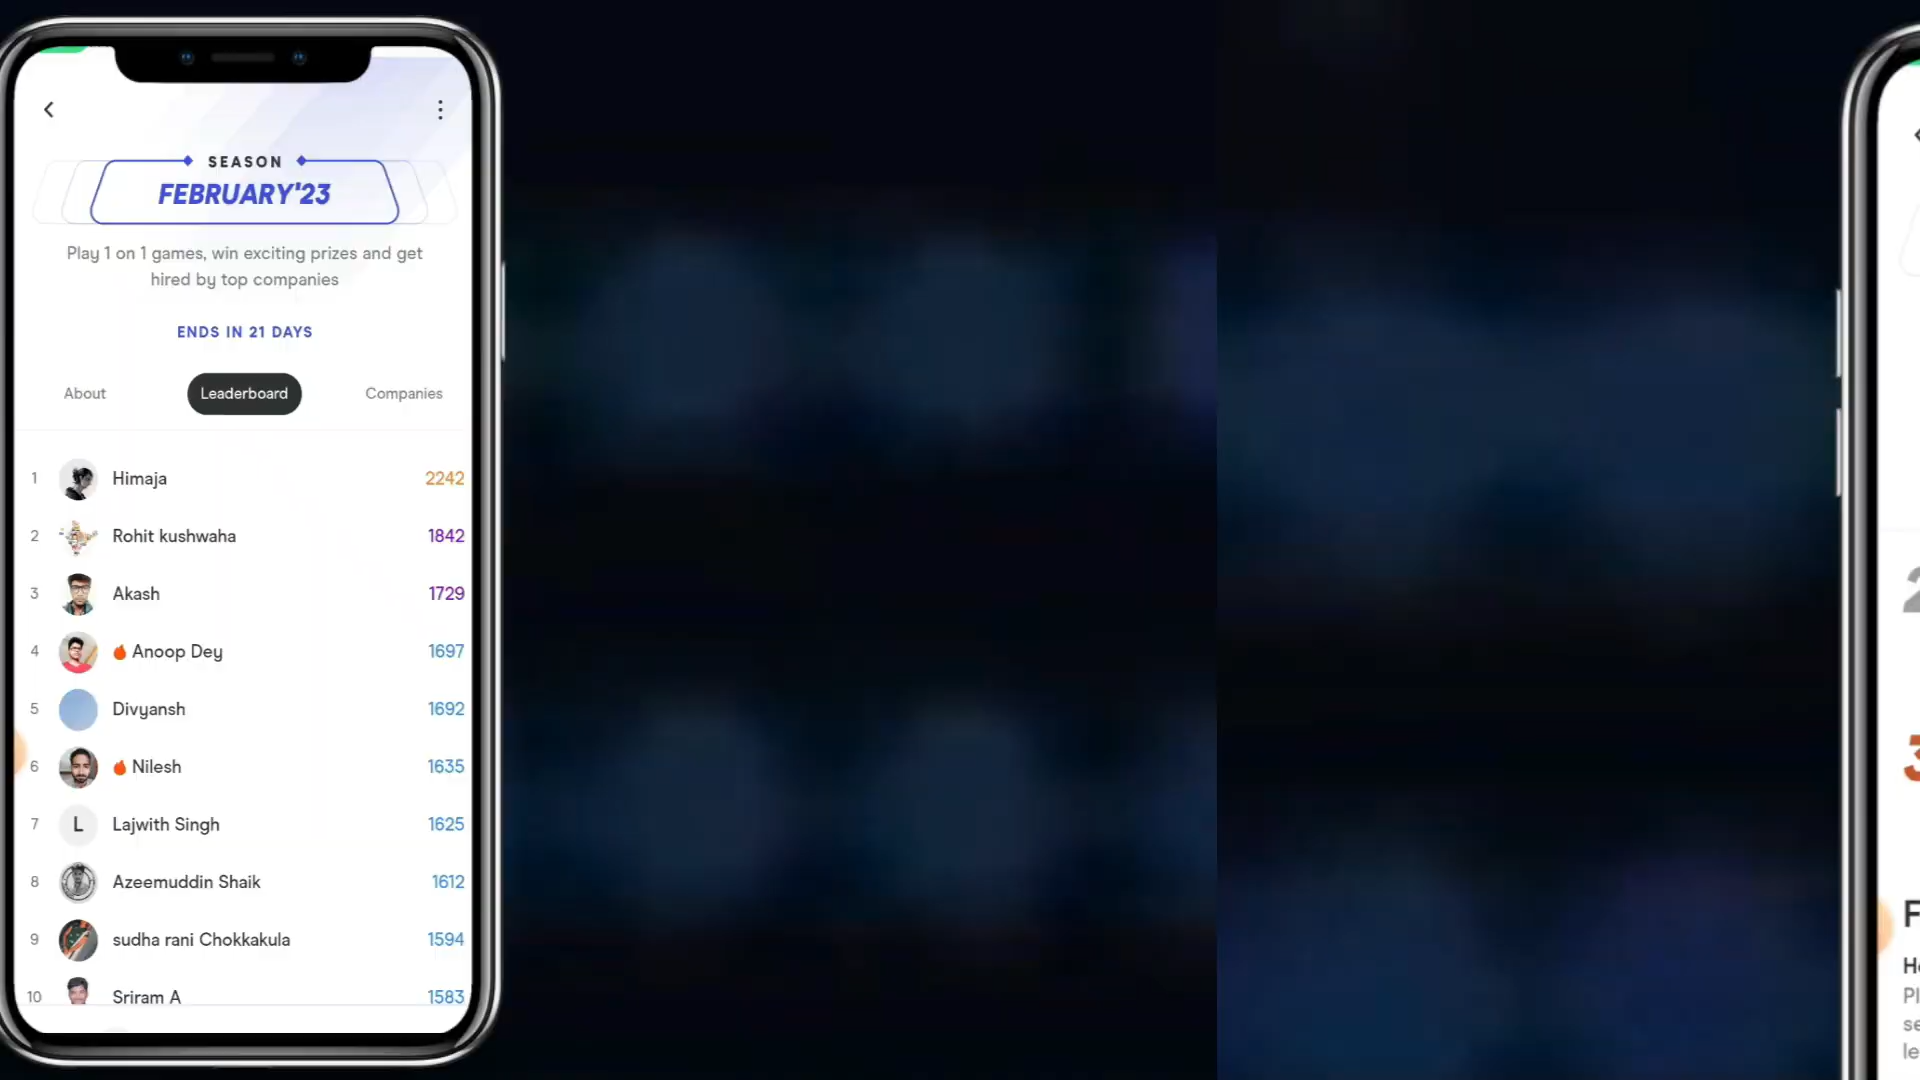 SEASON
FEBRUARY'23
Play 1 on 1 games, win exciting prizes and get
hired by top companies
ENDS IN 21 DAYS
About Leaderboard Companies
1 Himaja 2242
2 Rohit kushwaha 1842
3 Akash 1729
4 Anoop Dey 1697
5 Divyansh 1692
6 Nilesh 1635
7 L Lajwith Singh 1625
8 Azeemuddin Shaik 1612
9 sudha rani Chokkakula 1594
10 Sriram A 1583